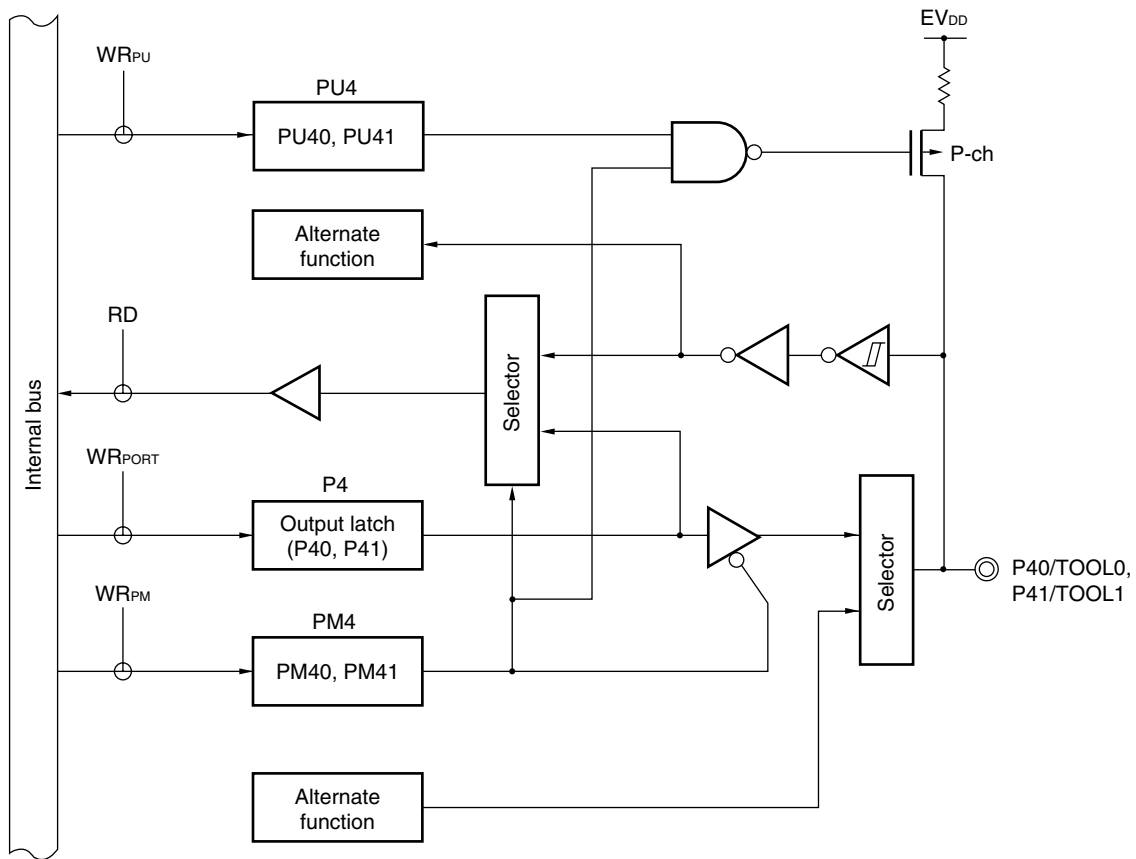 EVDD
WRPU
PU4
PU40, PU41
P-ch
Alternate
function
RD
Selector
Internal bus
WRPORT
P4
Output latch
(P40, P41)
Selector
P40/TOOL0,
P41/TOOL1
WRPM
PM4
PM40, PM41
Alternate
function